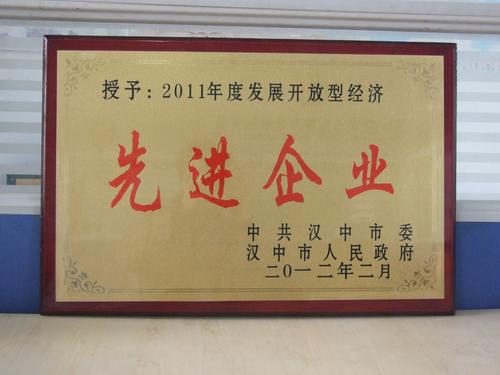 授予：2011年度发展开放型经济
先进企业
中共汉中市委
汉中市人民政府
二〇一二年二月